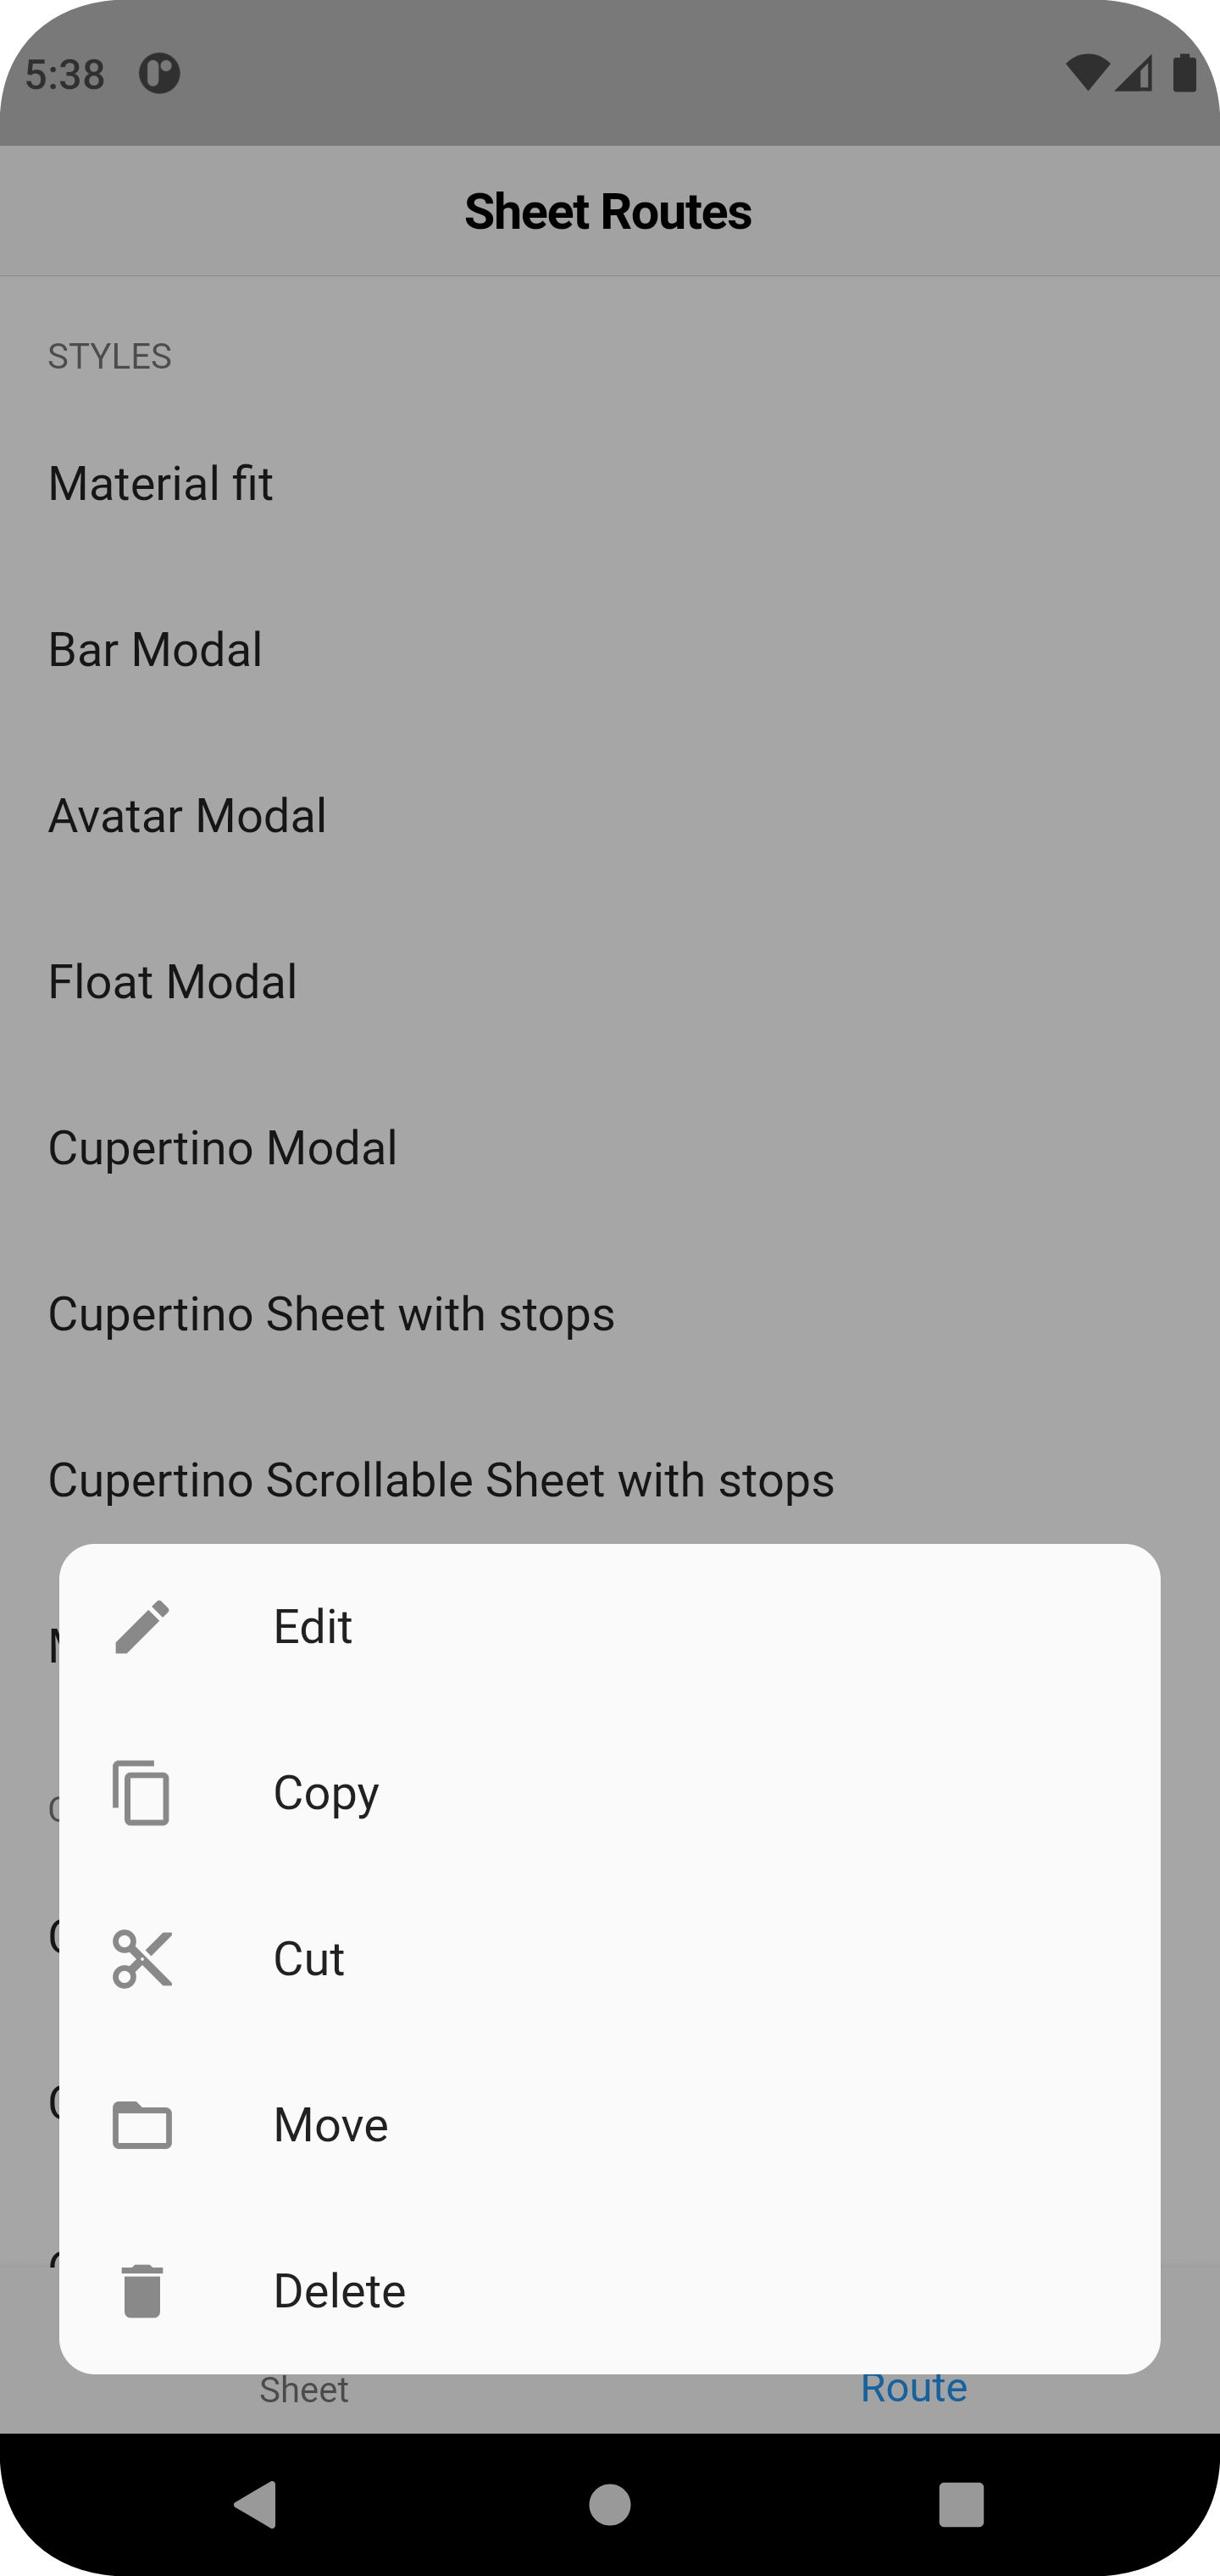 5:38
Sheet Routes
STYLES
Material fit
Bar Modal
Avatar Modal
Float Modal
Cupertino Modal
Cupertino Sheet with stops
Cupertino Scrollable Sheet with stops
Edit
Copy
Cut
Move
Delete
Sheet
Route